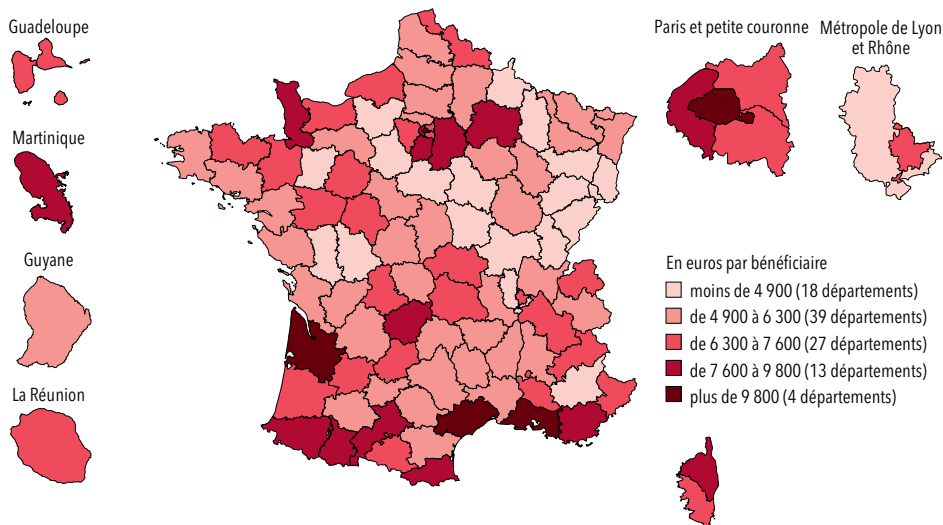 Guadeloupe
Martinique
Guyane
La Réunion
Paris et petite couronne
Métropole de Lyon
et Rhône
En euros par bénéficiaire
moins de 4 900 (18 départements)
de 4 900 à 6 300 (39 départements)
de 6 300 à 7 600 (27 départements)
de 7 600 à 9 800 (13 départements)
plus de 9 800 (4 départements)